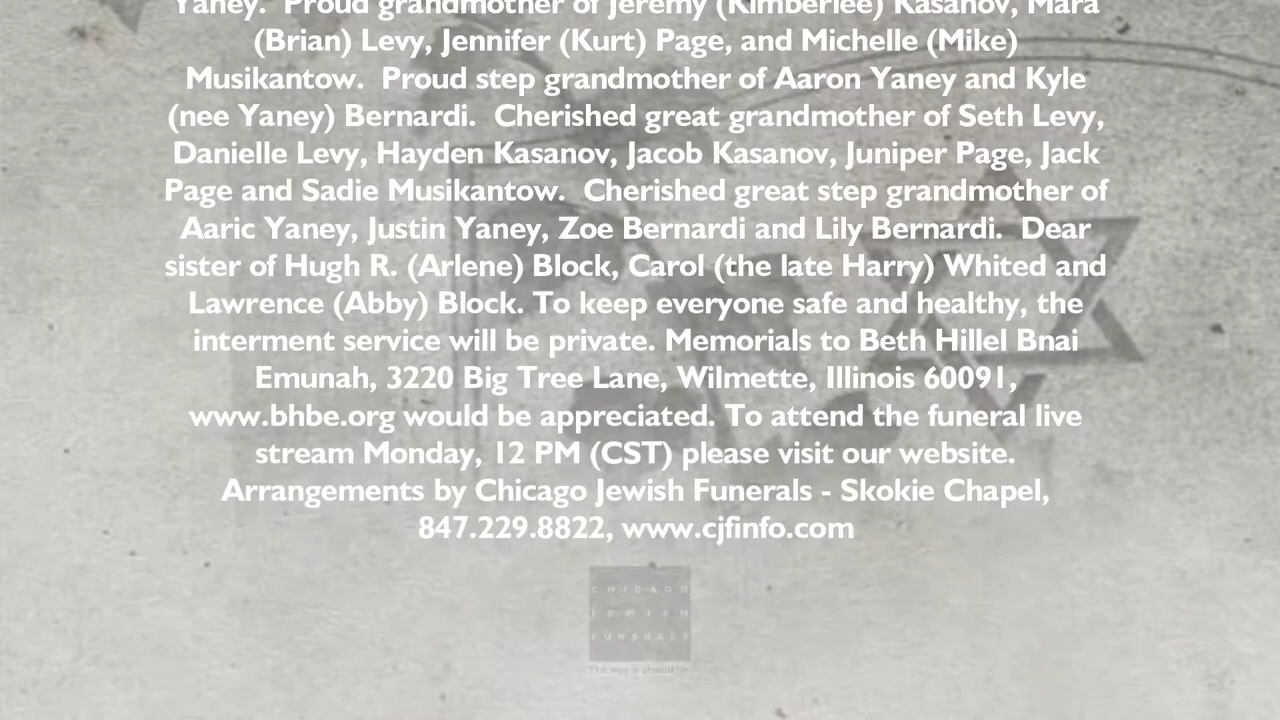 Yaney.  Proud grandmother of Jeremy (Kimberlee) Kasanov, Mara
(Brian) Levy, Jennifer (Kurt) Page, and Michelle (Mike)
Musikantow.  Proud step grandmother of Aaron Yaney and Kyle
(nee Yaney) Bernardi.  Cherished great grandmother of Seth Levy,
Danielle Levy, Hayden Kasanov, Jacob Kasanov, Juniper Page, Jack
Page and Sadie Musikantow.  Cherished great step grandmother of
Aaric Yaney, Justin Yaney, Zoe Bernardi and Lily Bernardi.  Dear
sister of Hugh R. (Arlene) Block, Carol (the late Harry) Whited and
Lawrence (Abby) Block. To keep everyone safe and healthy, the
interment service will be private. Memorials to Beth Hillel Bnai
Emunah, 3220 Big Tree Lane, Wilmette, Illinois 60091,
www.bhbe.org would be appreciated. To attend the funeral live
stream Monday, 12 PM (CST) please visit our website.
Arrangements by Chicago Jewish Funerals - Skokie Chapel,
847.229.8822, www.cjfinfo.com
CHICAGO
JEWISH
FUNERALS